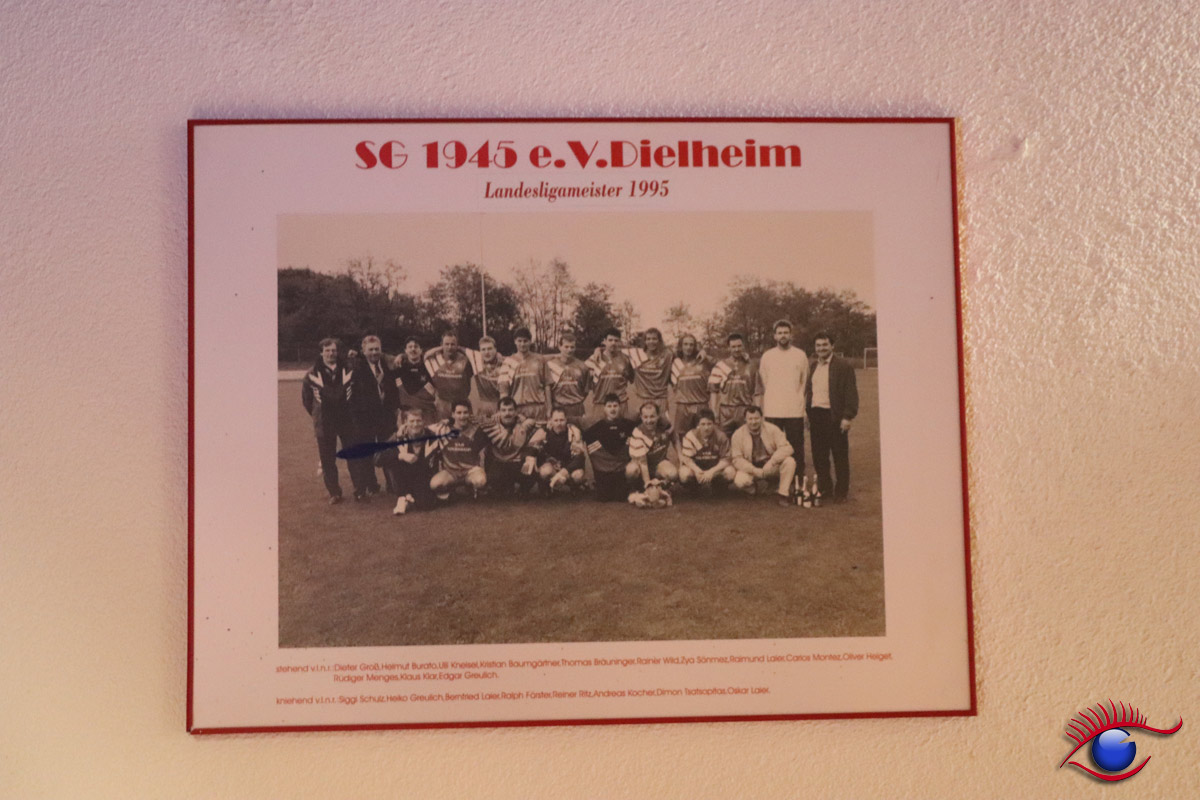 SG 1945 e.V.Dielheim
Landesligameister 1995
stehend v.l.n.r.:Dieter Groß,Helmut Burato,Ulli Kneisel,Kristian Baumgärtner,Thomas Bräuninger,Rainer Wild,Zya Sönmez,Raimund Laier,Carlos Montez,Oliver Heiget,
Rüdiger Menges,Klaus Klar,Edgar Greulich.
kniehend v.l.n.r.:Siggi Schulz,Heiko Greulich,Bernfried Laier,Ralph Förster,Reiner Tritz,Andreas Kocher,Dimon Tsatsopitas,Oskar Laier.